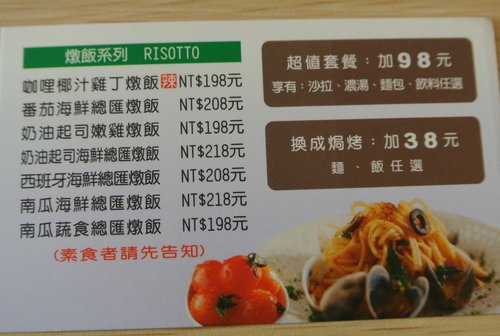 燉飯系列 RISOTTO
咖哩椰汁雞丁燉飯 辣 NT$198元
番茄海鮮總匯燉飯 NT$208元
奶油起司嫩雞燉飯 NT$198元
奶油起司海鮮總匯燉飯 NT$218元
西班牙海鮮總匯燉飯 NT$208元
南瓜海鮮總匯燉飯 NT$218元
南瓜蔬食總匯燉飯 NT$198元
(素食者請先告知)
超值套餐：加98元
享有：沙拉、濃湯、麵包、飲料任選
換成焗烤：加38元
麵、飯任選